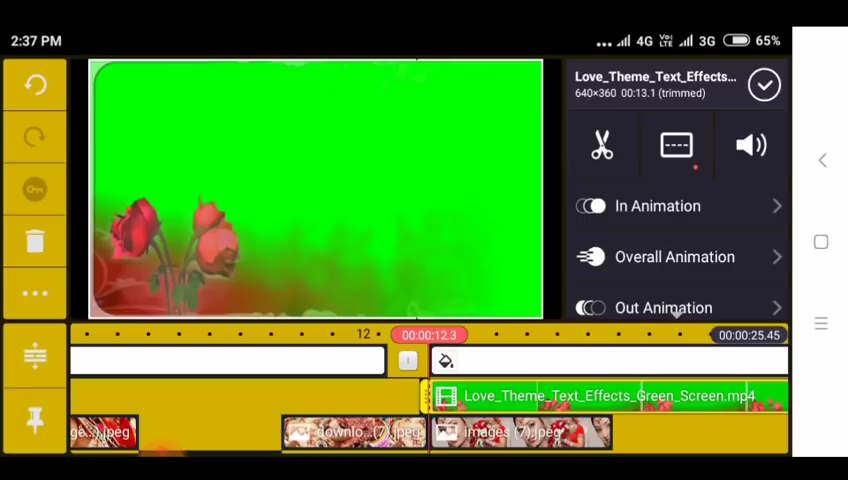 2:37 PM
4G Vo) LTE 3G 65%
Love_Theme_Text_Effects...
640×360 00:13.1 (trimmed)
In Animation
Overall Animation
Out Animation
12 00:00:12.3 00:00:25.45
Love_Theme_Text_Effects_Green_Screen.mp4
ge...).jpeg downlo...(7).jpeg images (7).jpeg